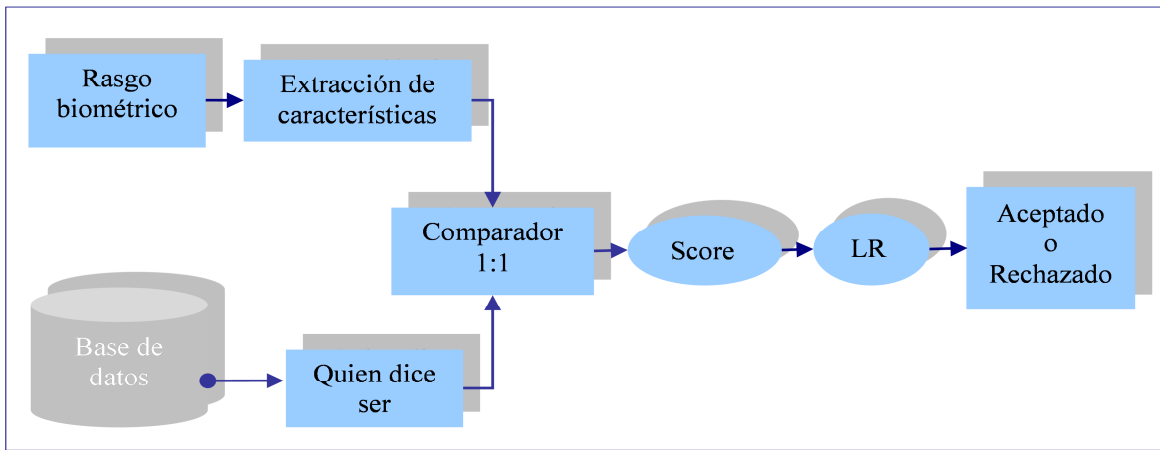 Rasgo
biométrico
Extracción de
características
Comparador
1:1
Score
LR
Aceptado
o
Rechazado
Base de
datos
Quien dice
ser